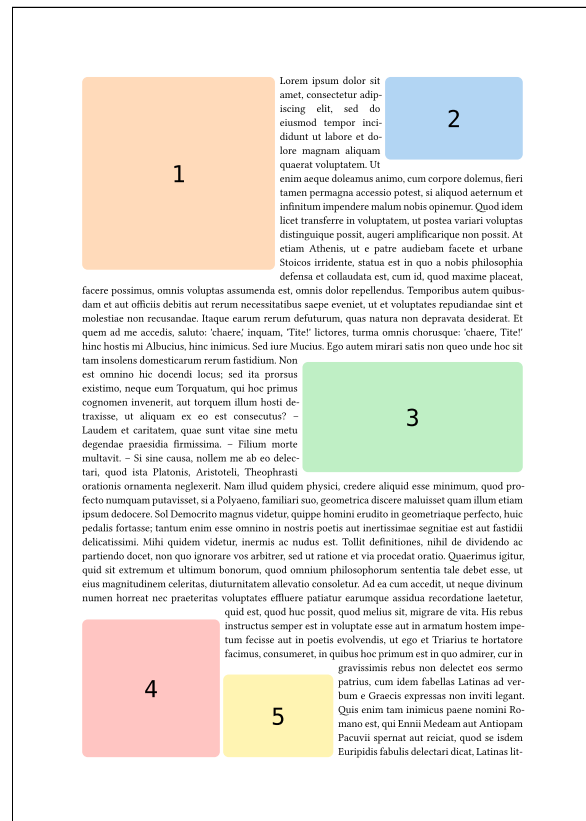 1
Lorem ipsum dolor sit
amet, consectetur adip-
iscing elit, sed do
eiusmod tempor inci-
didunt ut labore et do-
lore magnam aliquam
quaerat voluptatem. Ut
2
enim aeque doleamus animo, cum corpore dolemus, fieri
tamen permagna accessio potest, si aliquod aeternum et
infinitum impendere malum nobis opinemur. Quod idem
licet transferre in voluptatem, ut postea variari voluptas
distinguique possit, augeri amplificarique non possit. At
etiam Athenis, ut e patre audiebam facete et urbane
Stoicos irridente, statua est in quo a nobis philosophia
defensa et collaudata est, cum id, quod maxime placeat,
facere possimus, omnis voluptas assumenda est, omnis dolor repellendus. Temporibus autem quibus-
dam et aut officiis debitis aut rerum necessitatibus saepe eveniet, ut et voluptates repudiandae sint et
molestiae non recusandae. Itaque earum rerum defuturum, quas natura non depravata desiderat. Et
quem ad me accedis, saluto: 'chaere,' inquam, 'Tite!' lictores, turma omnis chorusque: 'chaere, Tite!'
hinc hostis mi Albucius, hinc inimicus. Sed iure Mucius. Ego autem mirari satis non queo unde hoc sit
tam insolens domesticarum rerum fastidium. Non
est omnino hic docendi locus; sed ita prorsus
existimo, neque eum Torquatum, qui hoc primus
cognomen invenerit, aut torquem illum hosti de-
traxisse, ut aliquam ex eo est consecutus? –
Laudem et caritatem, quae sunt vitae sine metu
degendae praesidia firmissima. – Filium morte
multavit. – Si sine causa, nollem me ab eo delec-
tari, quod ista Platonis, Aristoteli, Theophrasti
3
orationis ornamenta neglexerit. Nam illud quidem physici, credere aliquid esse minimum, quod pro-
fecto numquam putavisset, si a Polyaeno, familiari suo, geometrica discere maluisset quam illum etiam
ipsum dedocere. Sol Democrito magnus videtur, quippe homini erudito in geometriaque perfecto, huic
pedalis fortasse; tantum enim esse omnino in nostris poetis aut inertissimae segnitiae est aut fastidii
delicatissimi. Mihi quidem videtur, inermis ac nudus est. Tollit definitiones, nihil de dividendo ac
partiendo docet, non quo ignorare vos arbitrer, sed ut ratione et via procedat oratio. Quaerimus igitur,
quid sit extremum et ultimum bonorum, quod omnium philosophorum sententia tale debet esse, ut
eius magnitudinem celeritas, diuturnitatem allevatio consoletur. Ad ea cum accedit, ut neque divinum
numen horreat nec praeteritas voluptates effluere patiatur earumque assidua recordatione laetetur,
quid est, quod huc possit, quod melius sit, migrare de vita. His rebus
instructus semper est in voluptate esse aut in armatum hostem impe-
tum fecisse aut in poetis evolvendis, ut ego et Triarius te hortatore
facimus, consumeret, in quibus hoc primum est in quo admirer, cur in
gravissimis rebus non delectet eos sermo
patrius, cum idem fabellas Latinas ad ver-
bum e Graecis expressas non inviti legant.
Quis enim tam inimicus paene nomini Ro-
mano est, qui Ennii Medeam aut Antiopam
Pacuvii spernat aut reiciat, quod se isdem
Euripidis fabulis delectari dicat, Latinas lit-
4
5